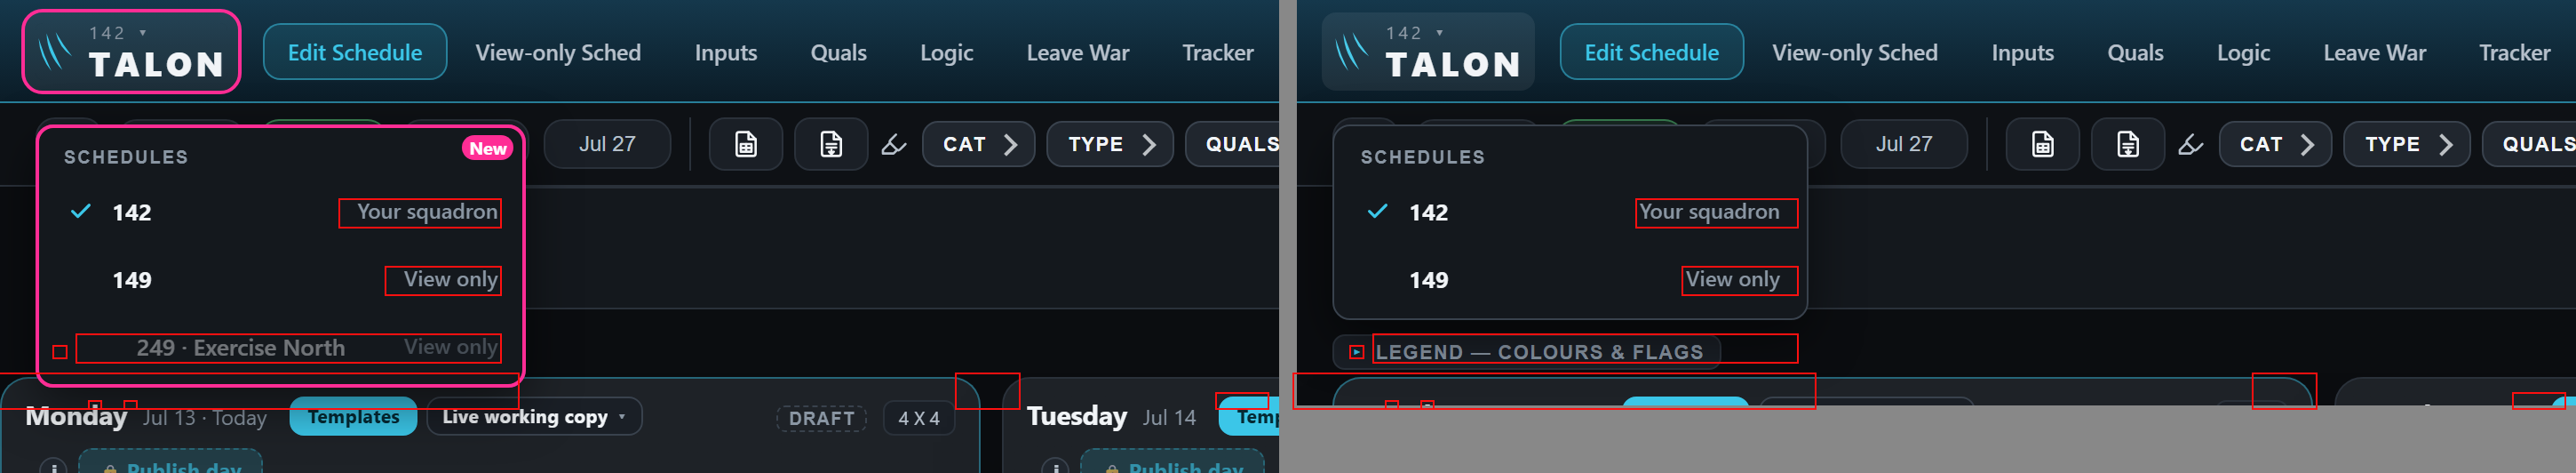 142 ▾
TALON
Edit Schedule View-only Sched Inputs Quals Logic Leave War Tracker
Jul 27 CAT TYPE QUALS
SCHEDULES New
142 Your squadron
149 View only
249 · Exercise North View only
Monday Jul 13 · Today Templates Live working copy ▾ DRAFT 4 X 4
Tuesday Jul 14 Temp
i Publish day
i Publish day
142 ▾
TALON
Edit Schedule View-only Sched Inputs Quals Logic Leave War Tracker
Jul 27 CAT TYPE QUALS
SCHEDULES
142 Your squadron
149 View only
LEGEND — COLOURS & FLAGS